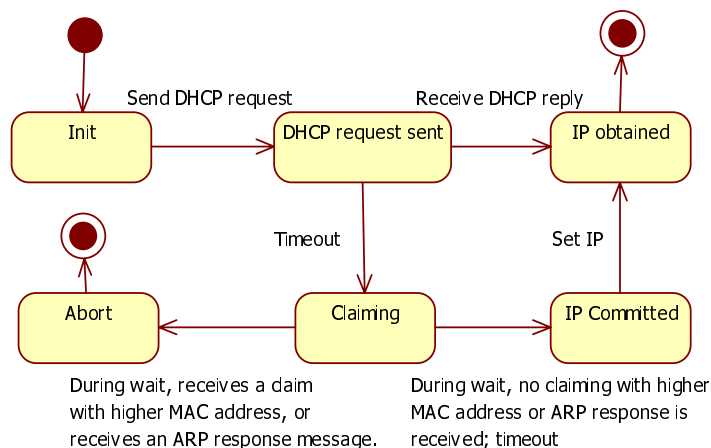 Send DHCP request
Receive DHCP reply
Init
DHCP request sent
IP obtained
Timeout
Set IP
Abort
Claiming
IP Committed
During wait, receives a claim
with higher MAC address, or
receives an ARP response message.
During wait, no claiming with higher
MAC address or ARP response is
received; timeout